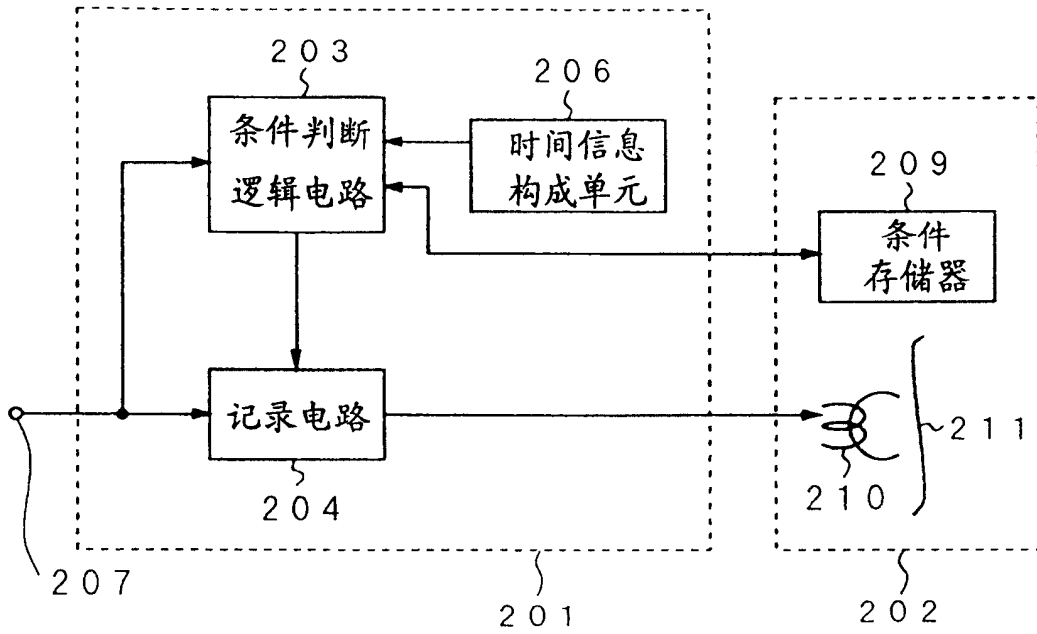 203
条件判断
逻辑电路
206
时间信息
构成单元
209
条件
存储器
记录电路
204
210
211
207
201
202